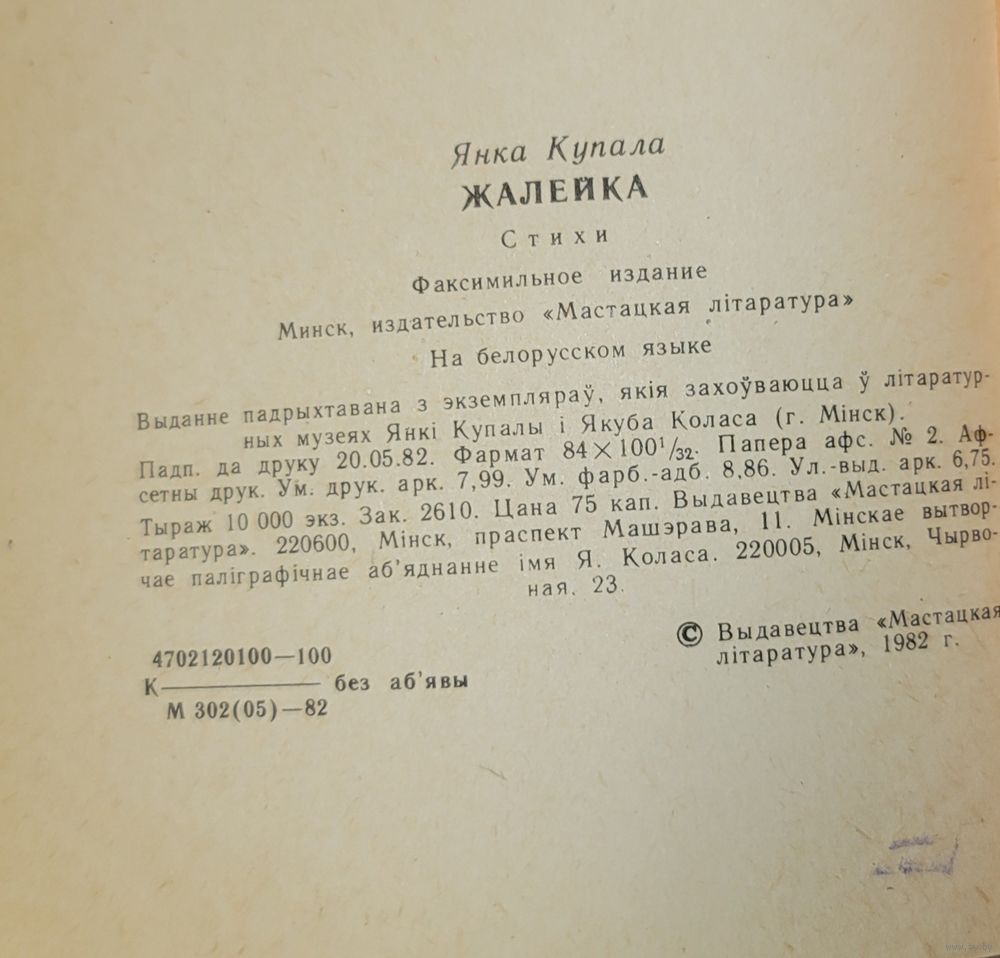 Янка Купала
ЖАЛЕЙКА
Стихи
Факсимильное издание
Минск, издательство «Мастацкая літаратура»
На белорусском языке
Выданне падрыхтавана з экземпляраў, якія захоўваюцца ў літаратур-
ных музеях Янкі Купалы і Якуба Коласа (г. Мінск).
Падп. да друку 20.05.82. Фармат 84×100¹/₃₂. Папера афс. № 2. Аф-
сетны друк. Ум. друк. арк. 7,99. Ум. фарб.-адб. 8,86. Ул.-выд. арк. 6,75.
Тыраж 10 000 экз. Зак. 2610. Цана 75 кап. Выдавецтва «Мастацкая лі-
таратура». 220600, Мінск, праспект Машэрава, 11. Мінскае вытвор-
чае паліграфічнае аб’яднанне імя Я. Коласа. 220005, Мінск, Чырво-
ная, 23.
4702120100—100
К——— без аб’явы
М 302(05)—82
© Выдавецтва «Мастацкая
літаратура», 1982 г.